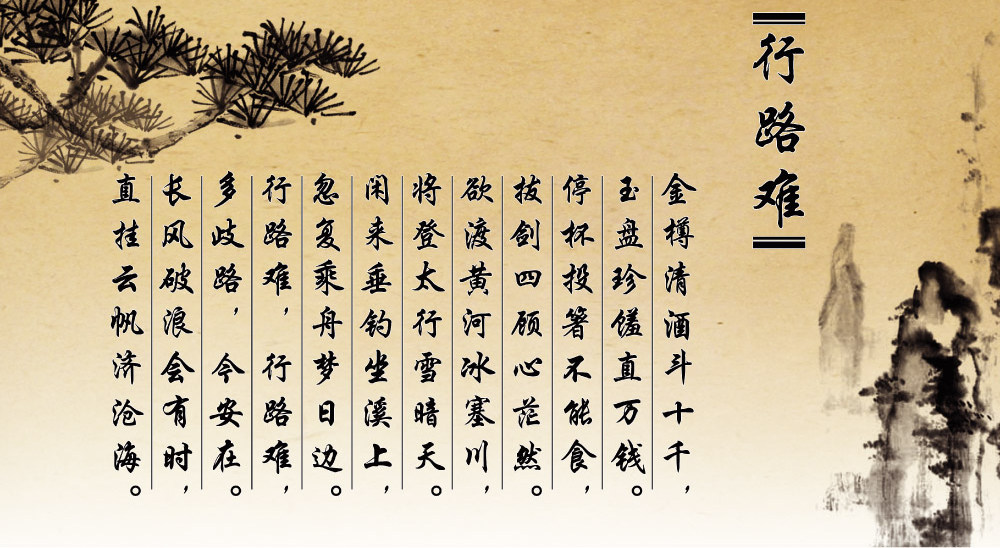 行路难
金樽清酒斗十千，
玉盘珍馐直万钱。
停杯投箸不能食，
拔剑四顾心茫然。
欲渡黄河冰塞川，
将登太行雪暗天。
闲来垂钓坐溪上，
忽复乘舟梦日边。
行路难，行路难，
多歧路，今安在。
长风破浪会有时，
直挂云帆济沧海。